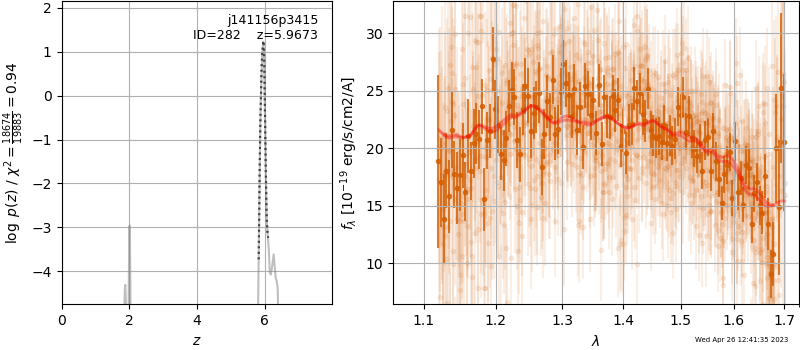 j141156p3415
ID=282 z=5.9673
log p(z) / χ² = 18674/19883 = 0.94
2
1
0
−1
−2
−3
−4
0 2 4 6
z
f_λ [10⁻¹⁹ erg/s/cm2/A]
30
25
20
15
10
1.1 1.2 1.3 1.4 1.5 1.6 1.7
λ
Wed Apr 26 12:41:35 2023